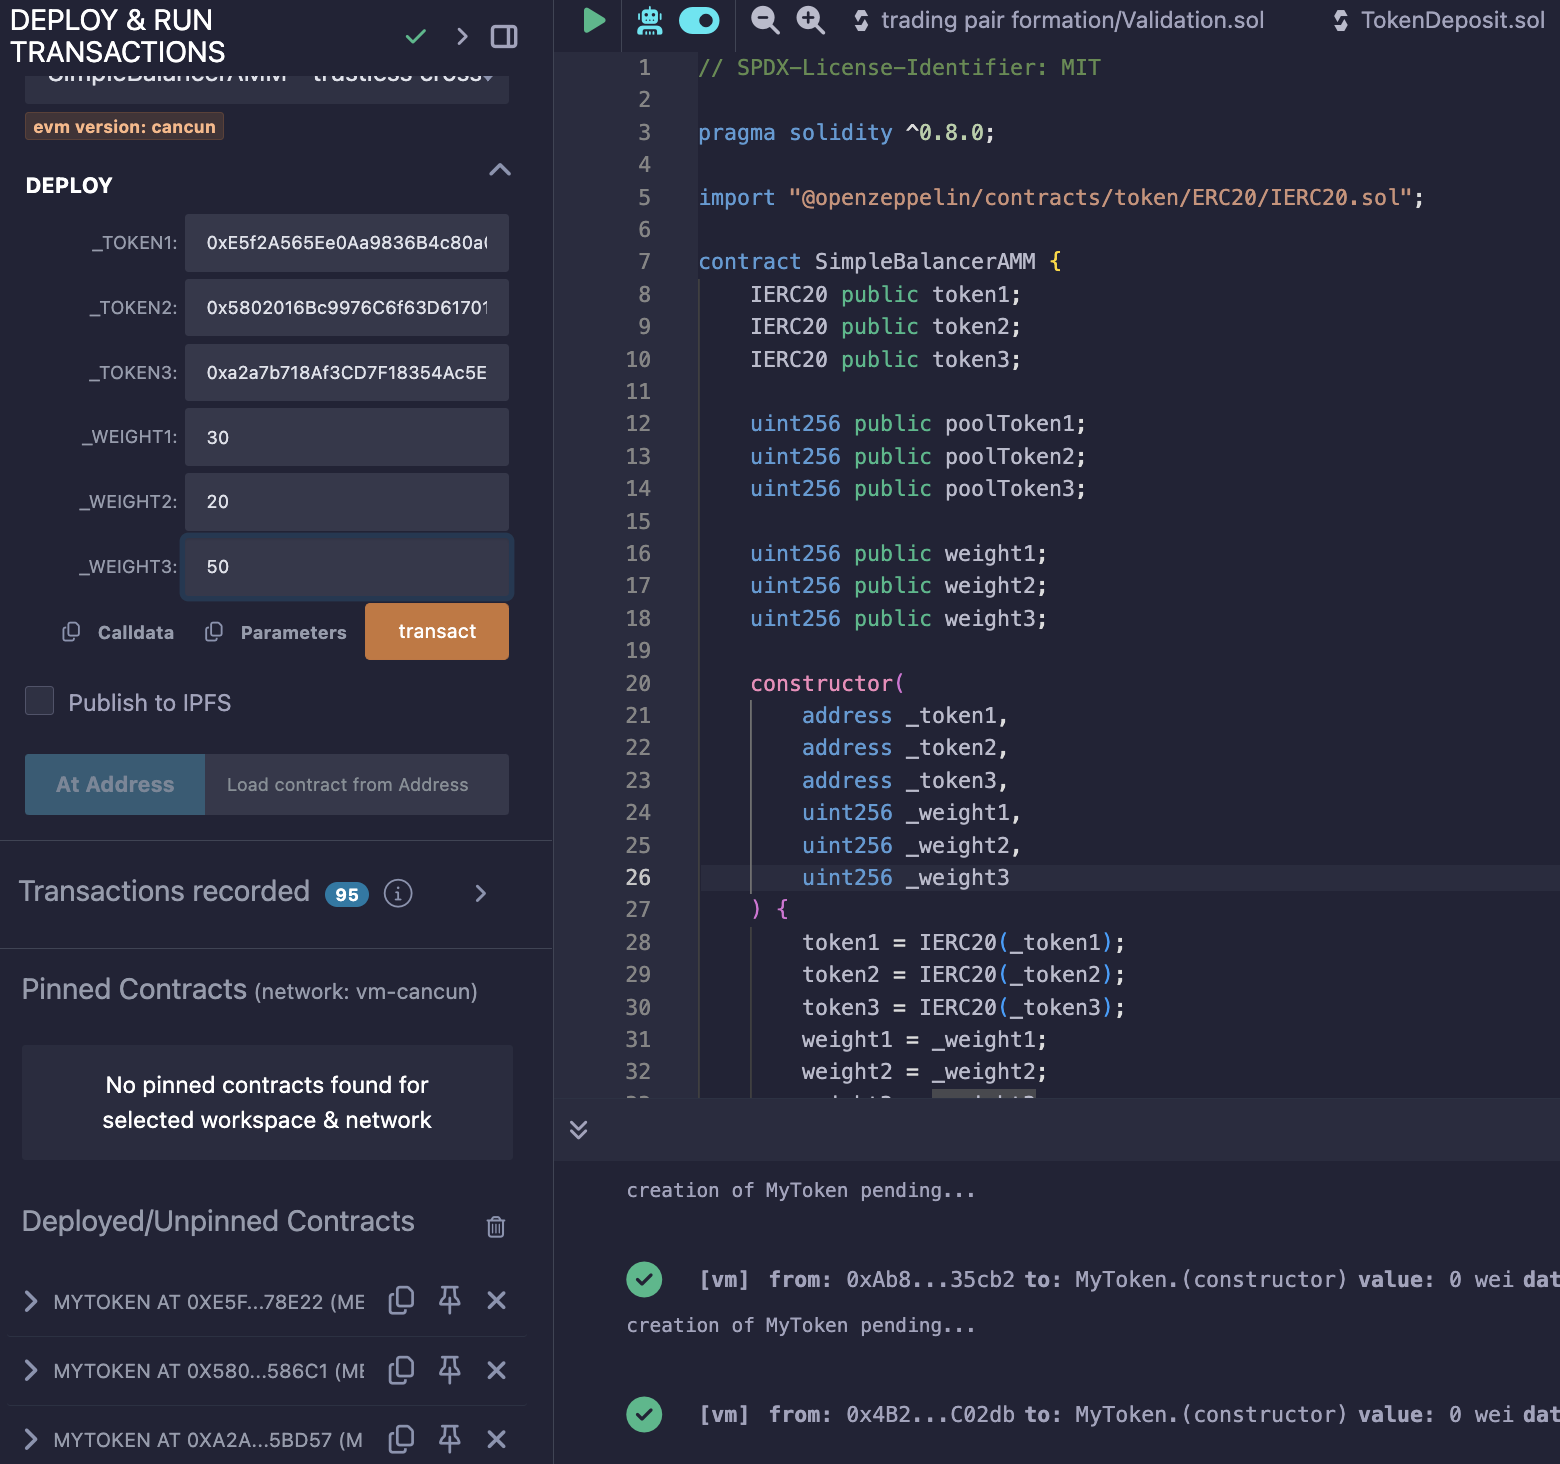 DEPLOY & RUN
TRANSACTIONS
SimpleBalancerAMM - trustless cross
evm version: cancun
DEPLOY
_TOKEN1: 0xE5f2A565Ee0Aa9836B4c80a
_TOKEN2: 0x5802016Bc9976C6f63D61701
_TOKEN3: 0xa2a7b718Af3CD7F18354Ac5E
_WEIGHT1: 30
_WEIGHT2: 20
_WEIGHT3: 50
Calldata Parameters transact
Publish to IPFS
At Address Load contract from Address
Transactions recorded 95 i
Pinned Contracts (network: vm-cancun)
No pinned contracts found for
selected workspace & network
Deployed/Unpinned Contracts
MYTOKEN AT 0XE5F...78E22 (ME
MYTOKEN AT 0X580...586C1 (ME
MYTOKEN AT 0XA2A...5BD57 (M
trading pair formation/Validation.sol TokenDeposit.sol
1 // SPDX-License-Identifier: MIT
2
3 pragma solidity ^0.8.0;
4
5 import "@openzeppelin/contracts/token/ERC20/IERC20.sol";
6
7 contract SimpleBalancerAMM {
8 IERC20 public token1;
9 IERC20 public token2;
10 IERC20 public token3;
11
12 uint256 public poolToken1;
13 uint256 public poolToken2;
14 uint256 public poolToken3;
15
16 uint256 public weight1;
17 uint256 public weight2;
18 uint256 public weight3;
19
20 constructor(
21 address _token1,
22 address _token2,
23 address _token3,
24 uint256 _weight1,
25 uint256 _weight2,
26 uint256 _weight3
27 ) {
28 token1 = IERC20(_token1);
29 token2 = IERC20(_token2);
30 token3 = IERC20(_token3);
31 weight1 = _weight1;
32 weight2 = _weight2;
creation of MyToken pending...
[vm] from: 0xAb8...35cb2 to: MyToken.(constructor) value: 0 wei dat
creation of MyToken pending...
[vm] from: 0x4B2...C02db to: MyToken.(constructor) value: 0 wei dat